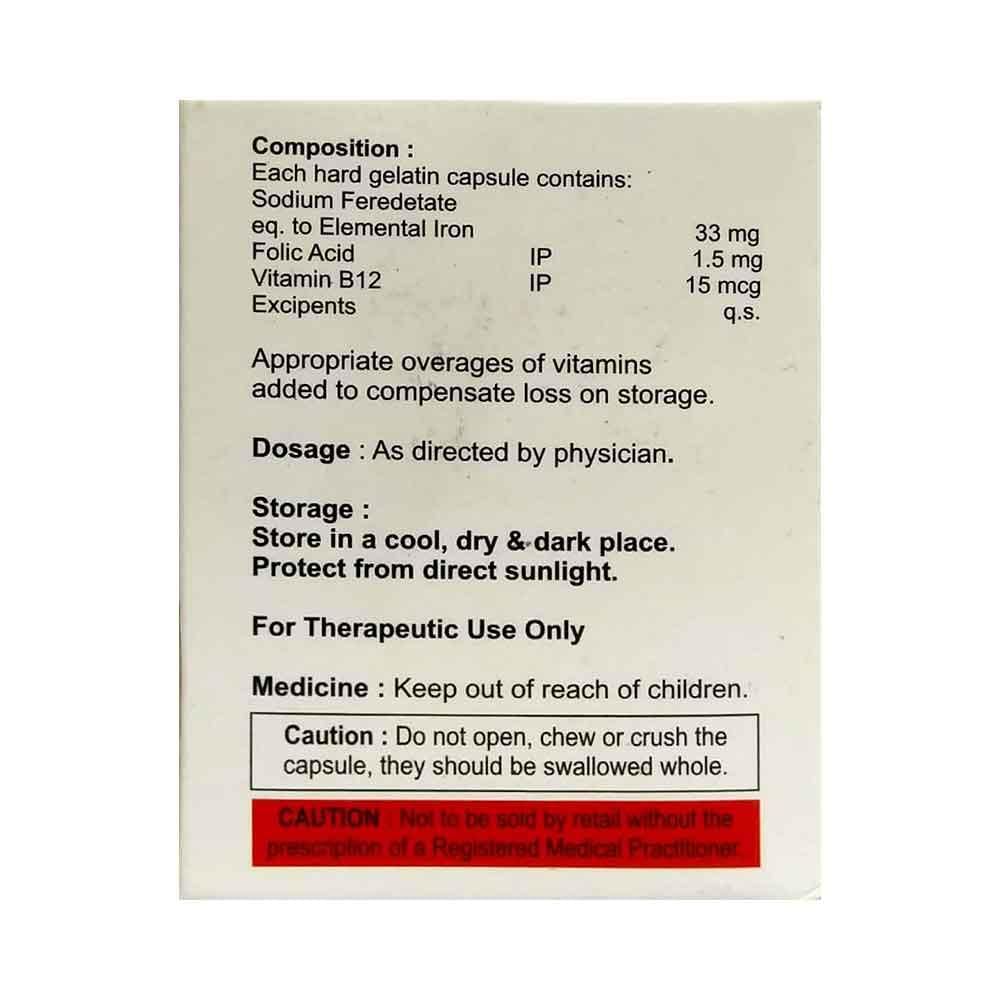 Composition :
Each hard gelatin capsule contains:
Sodium Feredetate
eq. to Elemental Iron 33 mg
Folic Acid IP 1.5 mg
Vitamin B12 IP 15 mcg
Excipents q.s.
Appropriate overages of vitamins
added to compensate loss on storage.
Dosage : As directed by physician.
Storage :
Store in a cool, dry & dark place.
Protect from direct sunlight.
For Therapeutic Use Only
Medicine : Keep out of reach of children.
Caution : Do not open, chew or crush the
capsule, they should be swallowed whole.
CAUTION : Not to be sold by retail without the
prescription of a Registered Medical Practitioner.